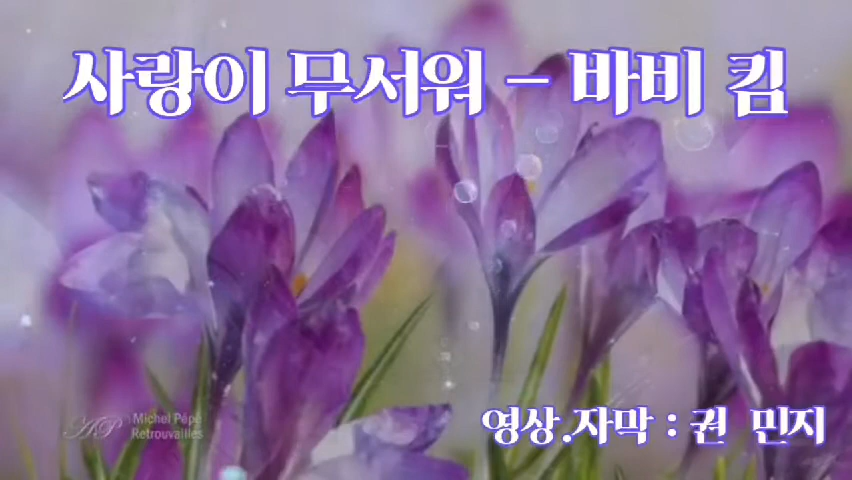 사랑이 무서워 - 바비 킴
Michel Pépé
Retrouvailles
영상.자막 : 권 민지